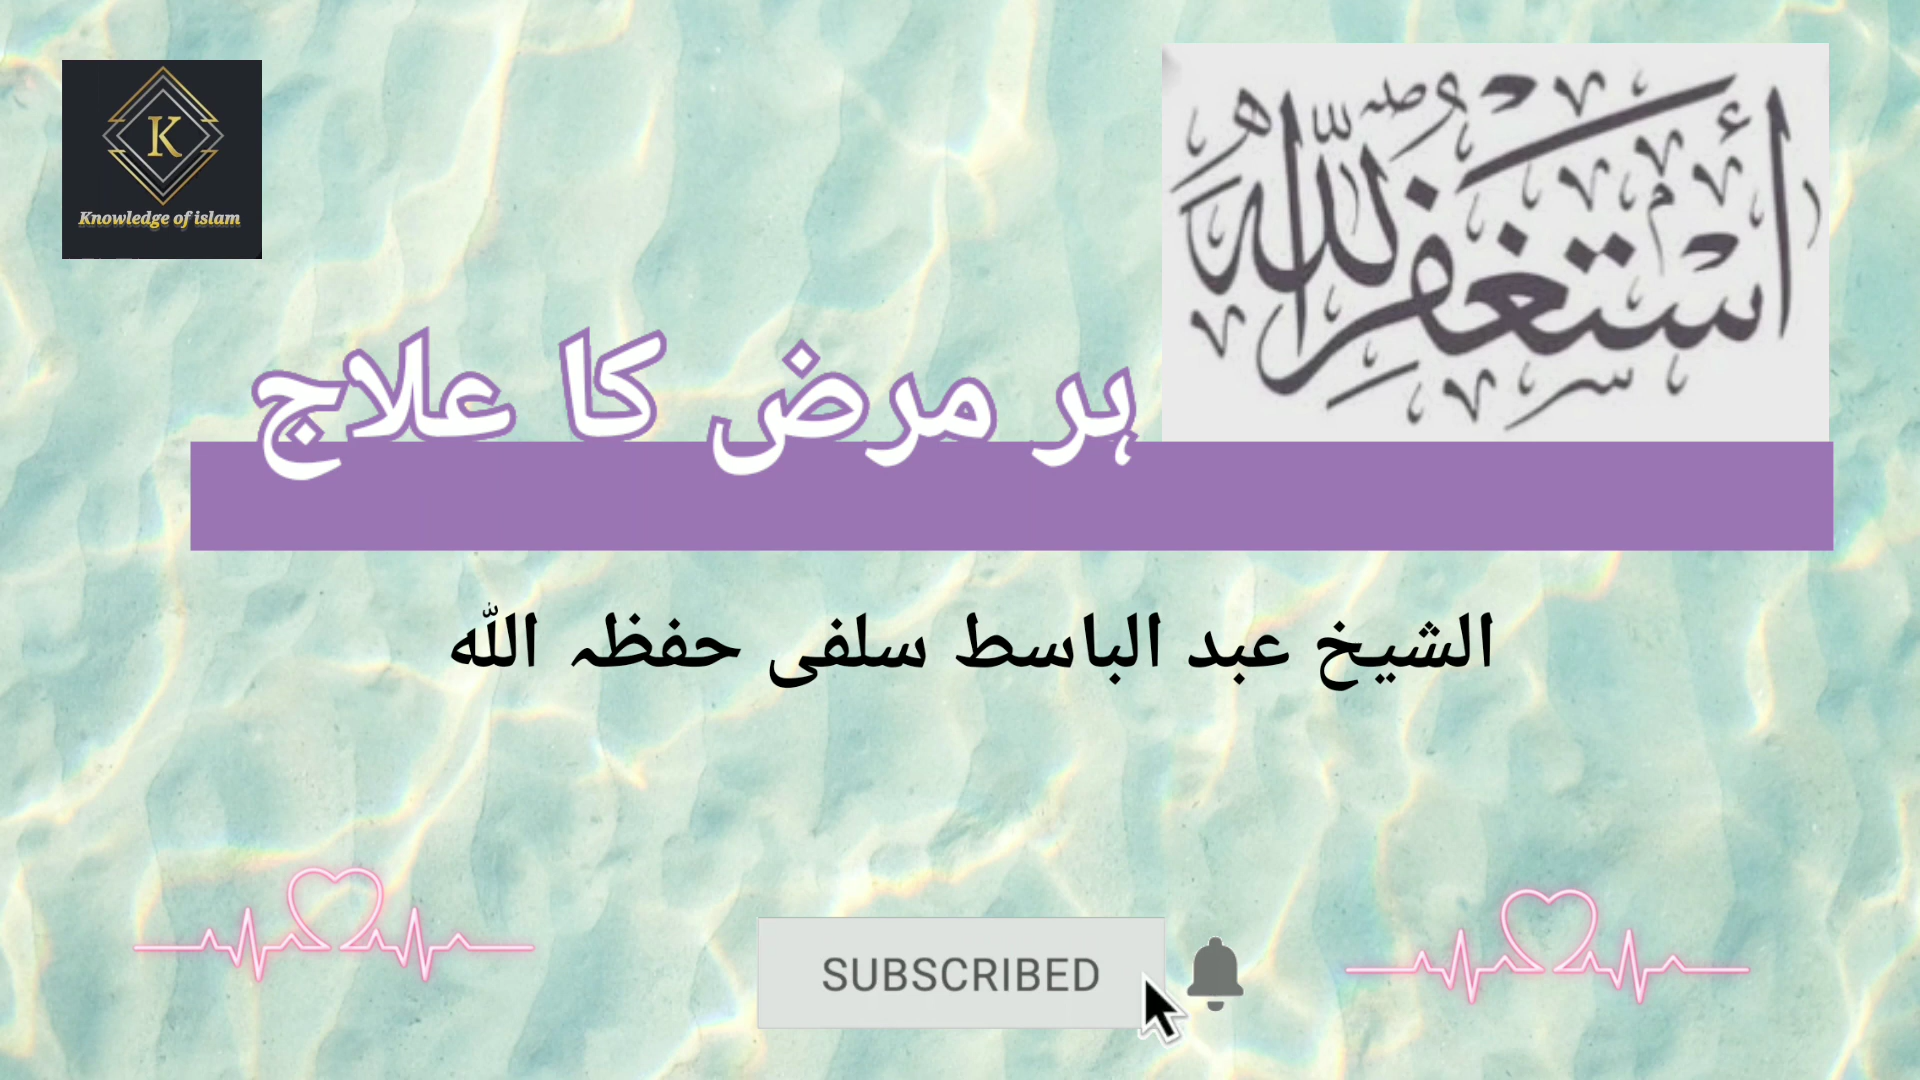 K
Knowledge of islam
أستغفر الله
ہر مرض کا علاج
الشیخ عبد الباسط سلفی حفظہ اللہ
SUBSCRIBED